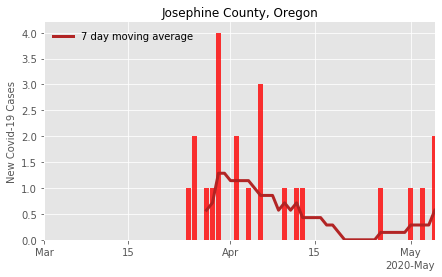 Josephine County, Oregon
7 day moving average
New Covid-19 Cases
4.0
3.5
3.0
2.5
2.0
1.5
1.0
0.5
0.0
Mar
15
Apr
15
May
2020-May